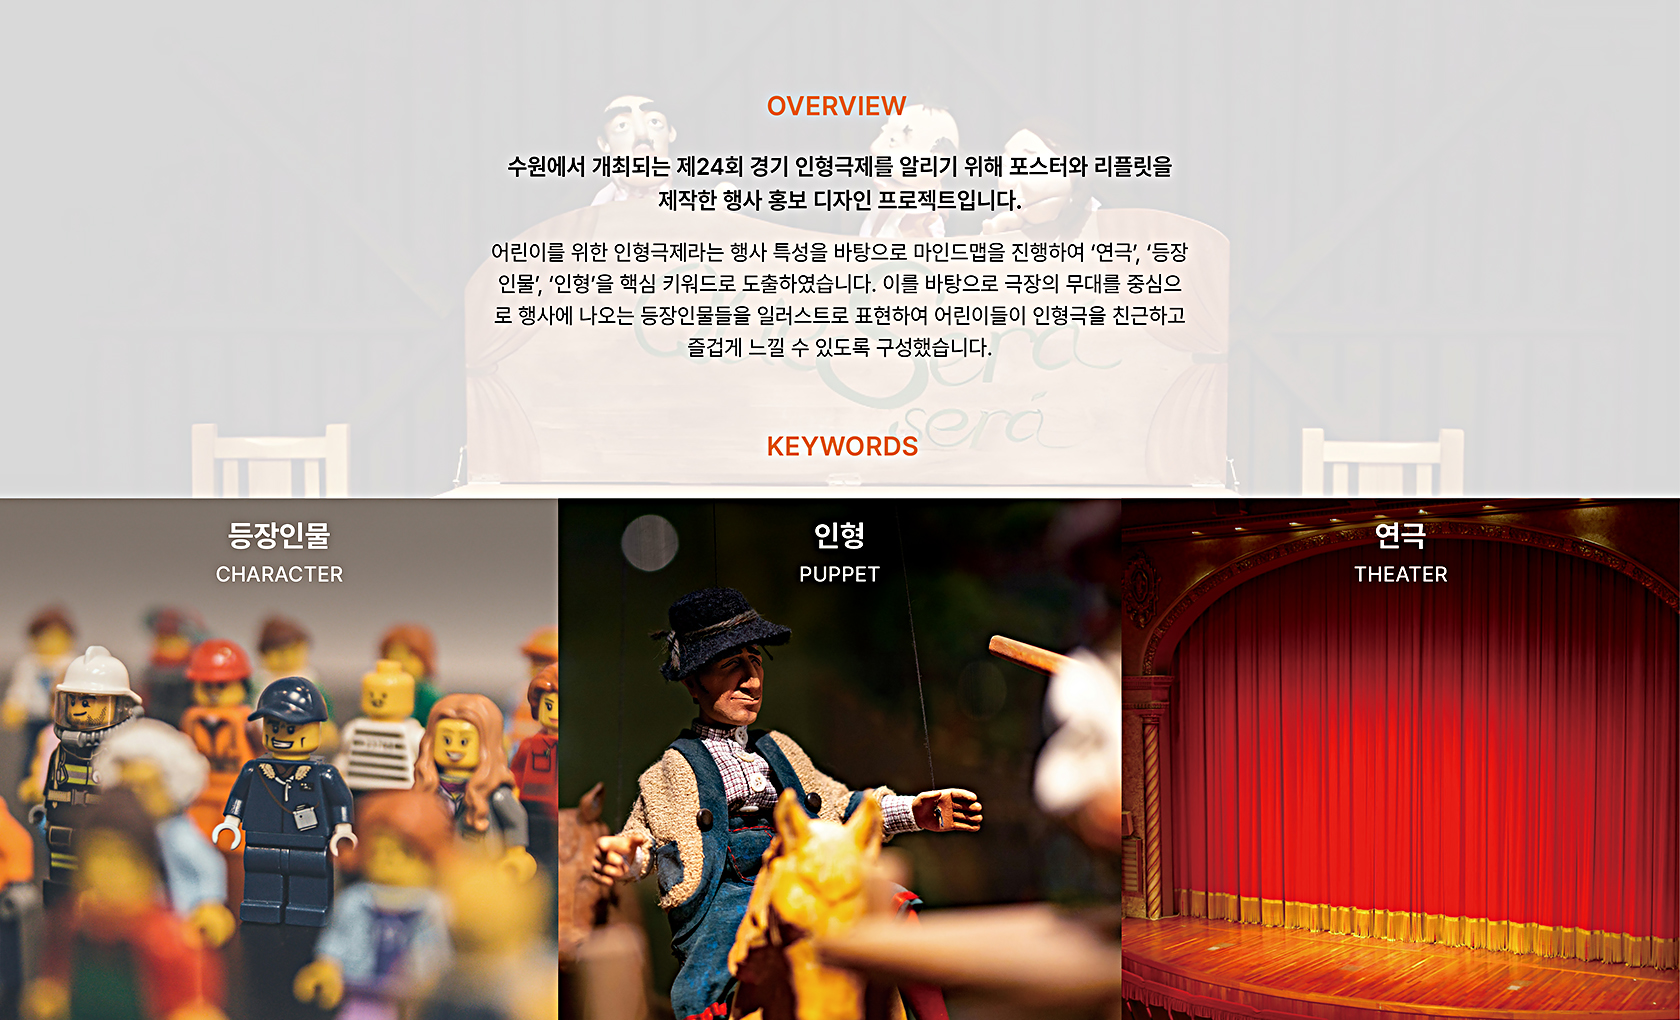 OVERVIEW
수원에서 개최되는 제24회 경기 인형극제를 알리기 위해 포스터와 리플릿을
제작한 행사 홍보 디자인 프로젝트입니다.
어린이를 위한 인형극제라는 행사 특성을 바탕으로 마인드맵을 진행하여 ‘연극’, ‘등장
인물’, ‘인형’을 핵심 키워드로 도출하였습니다. 이를 바탕으로 극장의 무대를 중심으
로 행사에 나오는 등장인물들을 일러스트로 표현하여 어린이들이 인형극을 친근하고
즐겁게 느낄 수 있도록 구성했습니다.
Que Será
será
KEYWORDS
등장인물
CHARACTER
인형
PUPPET
연극
THEATER